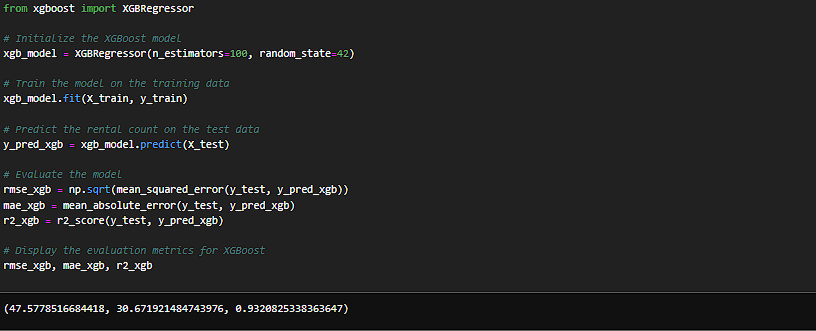 from xgboost import XGBRegressor
# Initialize the XGBoost model
xgb_model = XGBRegressor(n_estimators=100, random_state=42)
# Train the model on the training data
xgb_model.fit(X_train, y_train)
# Predict the rental count on the test data
y_pred_xgb = xgb_model.predict(X_test)
# Evaluate the model
rmse_xgb = np.sqrt(mean_squared_error(y_test, y_pred_xgb))
mae_xgb = mean_absolute_error(y_test, y_pred_xgb)
r2_xgb = r2_score(y_test, y_pred_xgb)
# Display the evaluation metrics for XGBoost
rmse_xgb, mae_xgb, r2_xgb
(47.5778516684418, 30.671921484743976, 0.9320825338363647)